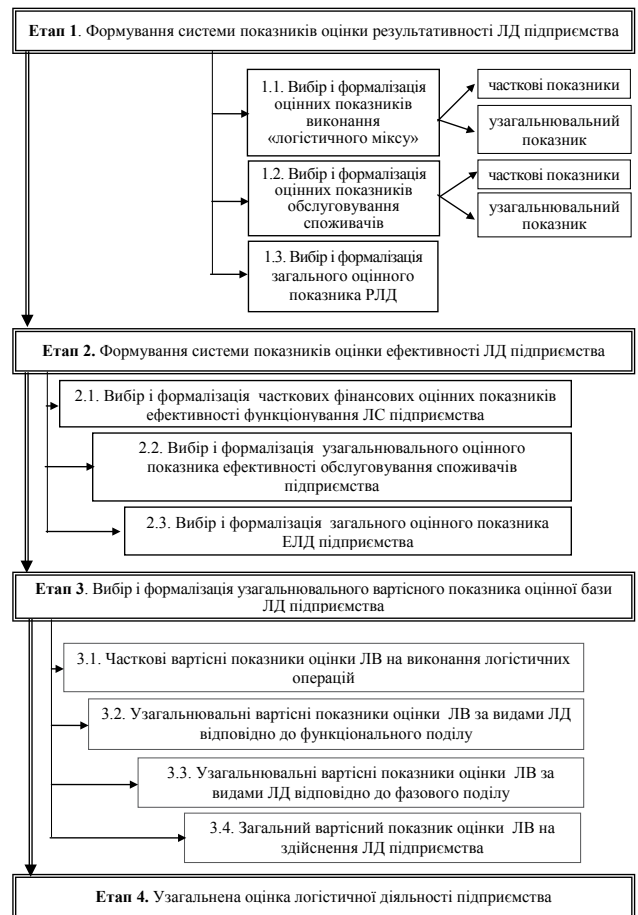 Етап 1. Формування системи показників оцінки результативності ЛД підприємства
1.1. Вибір і формалізація
оцінних показників
виконання
«логістичного міксу»
часткові показники
узагальнювальний
показник
1.2. Вибір і формалізація
оцінних показників
обслуговування
споживачів
часткові показники
узагальнювальний
показник
1.3. Вибір і формалізація
загального оцінного
показника РЛД
Етап 2. Формування системи показників оцінки ефективності ЛД підприємства
2.1. Вибір і формалізація часткових фінансових оцінних показників
ефективності функціонування ЛС підприємства
2.2. Вибір і формалізація узагальнювального оцінного
показника ефективності обслуговування споживачів
підприємства
2.3. Вибір і формалізація загального оцінного показника
ЕЛД підприємства
Етап 3. Вибір і формалізація узагальнювального вартісного показника оцінної бази
ЛД підприємства
3.1. Часткові вартісні показники оцінки ЛВ на виконання логістичних
операцій
3.2. Узагальнювальні вартісні показники оцінки ЛВ за видами ЛД
відповідно до функціонального поділу
3.3. Узагальнювальні вартісні показники оцінки ЛВ за
видами ЛД відповідно до фазового поділу
3.4. Загальний вартісний показник оцінки ЛВ на
здійснення ЛД підприємства
Етап 4. Узагальнена оцінка логістичної діяльності підприємства